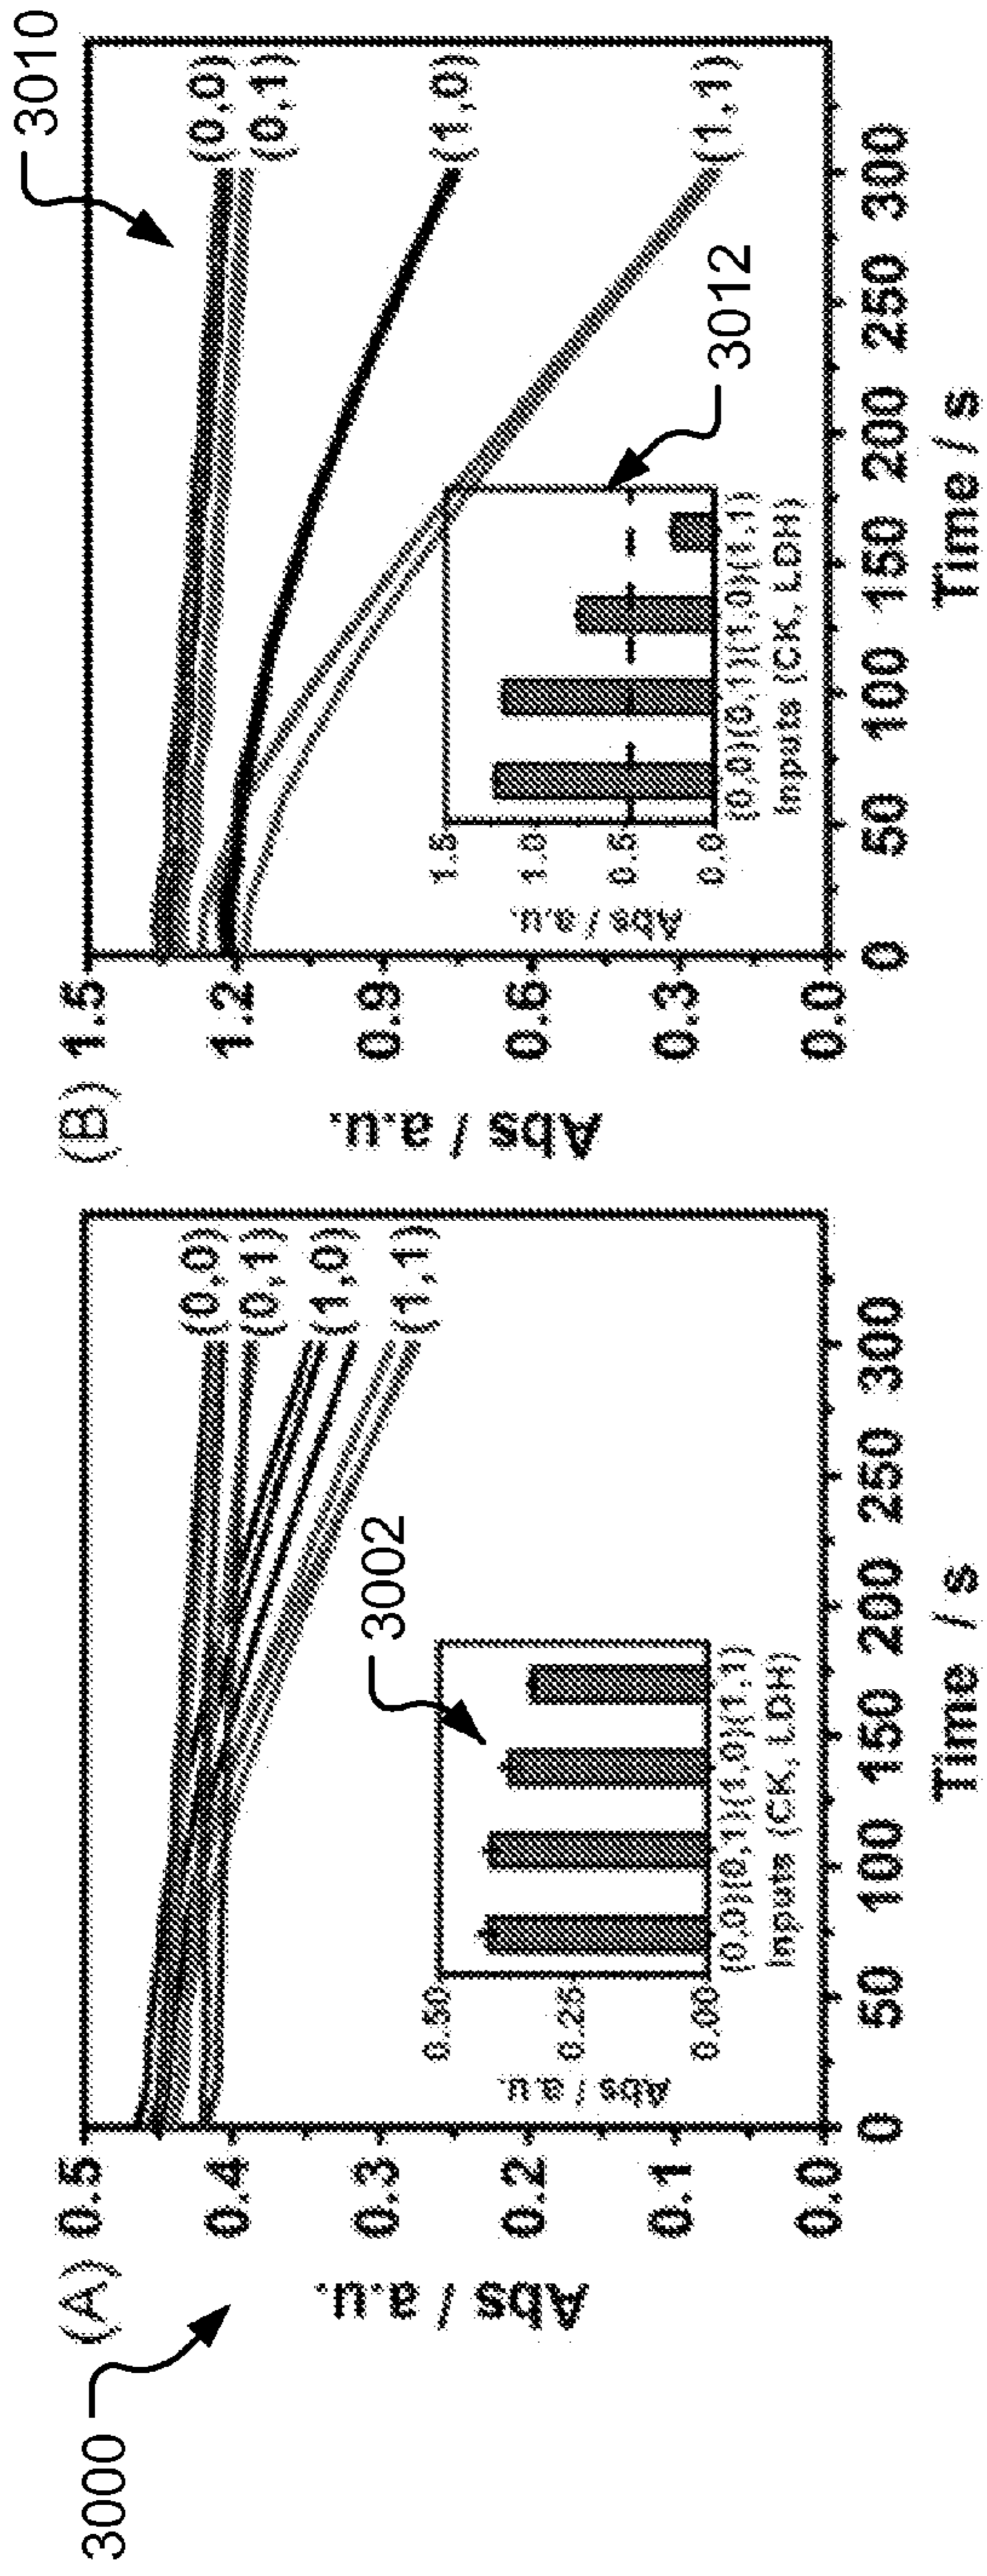 3000
(A)
Abs / a.u.
0.5
0.4
0.3
0.2
0.1
0.0
(0,0)
(0,1)
(1,0)
(1,1)
3002
Abs / a.u.
0.50
0.25
0.00
(0,0)(0,1)(1,0)(1,1)
Inputs (CK, LDH)
0 50 100 150 200 250 300
Time / s
(B)
3010
Abs / a.u.
1.5
1.2
0.9
0.6
0.3
0.0
(0,0)
(0,1)
(1,0)
(1,1)
3012
Abs / a.u.
1.5
1.0
0.5
0.0
(0,0)(0,1)(1,0)(1,1)
Inputs (CK, LDH)
0 50 100 150 200 250 300
Time / s